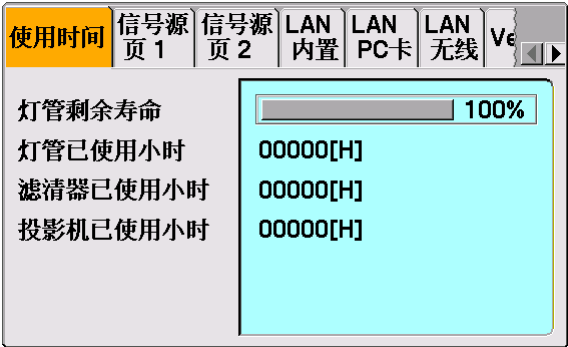 使用时间
信号源
页 1
信号源
页 2
LAN
内置
LAN
PC卡
LAN
无线
灯管剩余寿命 100%
灯管已使用小时 00000[H]
滤清器已使用小时 00000[H]
投影机已使用小时 00000[H]